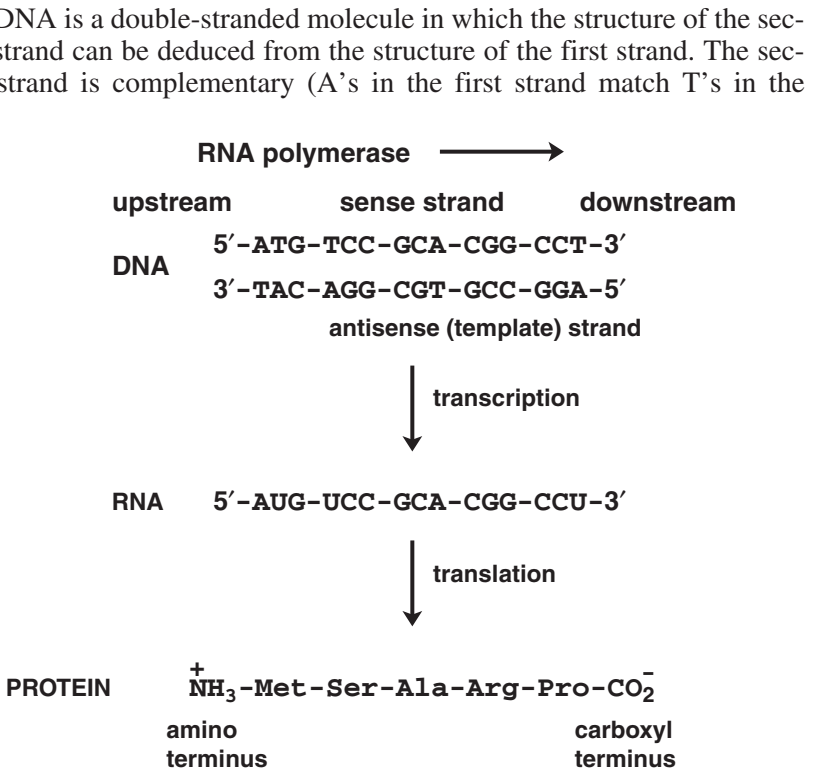 DNA is a double-stranded molecule in which the structure of the sec-
strand can be deduced from the structure of the first strand. The sec-
strand is complementary (A's in the first strand match T's in the
RNA polymerase
upstream sense strand downstream
5′-ATG-TCC-GCA-CGG-CCT-3′
DNA
3′-TAC-AGG-CGT-GCC-GGA-5′
antisense (template) strand
transcription
RNA 5′-AUG-UCC-GCA-CGG-CCU-3′
translation
PROTEIN +NH3-Met-Ser-Ala-Arg-Pro-CO2−
amino carboxyl
terminus terminus